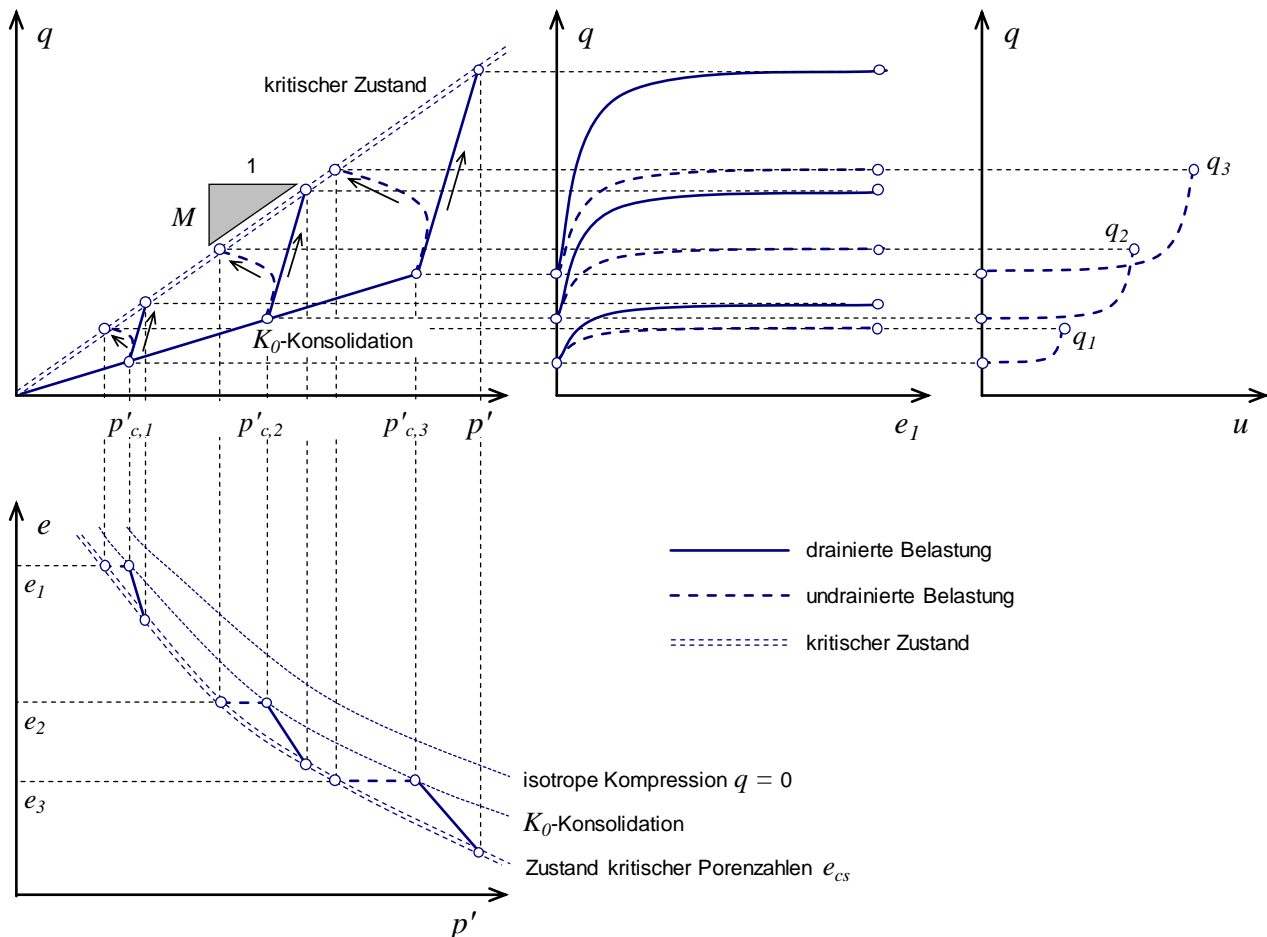 q
q
q
kritischer Zustand
1
M
q3
q2
q1
K0-Konsolidation
p'c,1
p'c,2
p'c,3
p'
e1
u
e
e1
e2
e3
drainierte Belastung
undrainierte Belastung
kritischer Zustand
isotrope Kompression q = 0
K0-Konsolidation
Zustand kritischer Porenzahlen ecs
p'